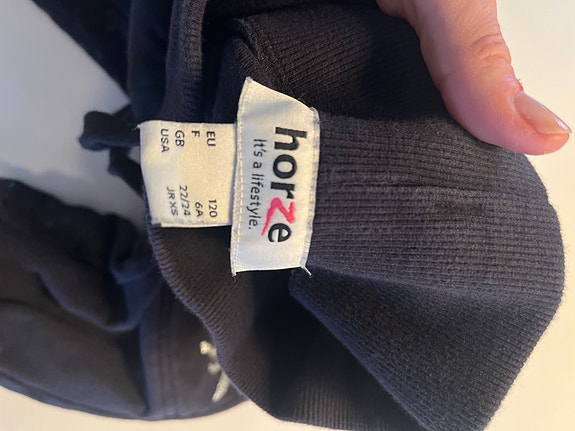 horze
It's a lifestyle.
EU 120
F 6A
GB 22/24
USA JRXS